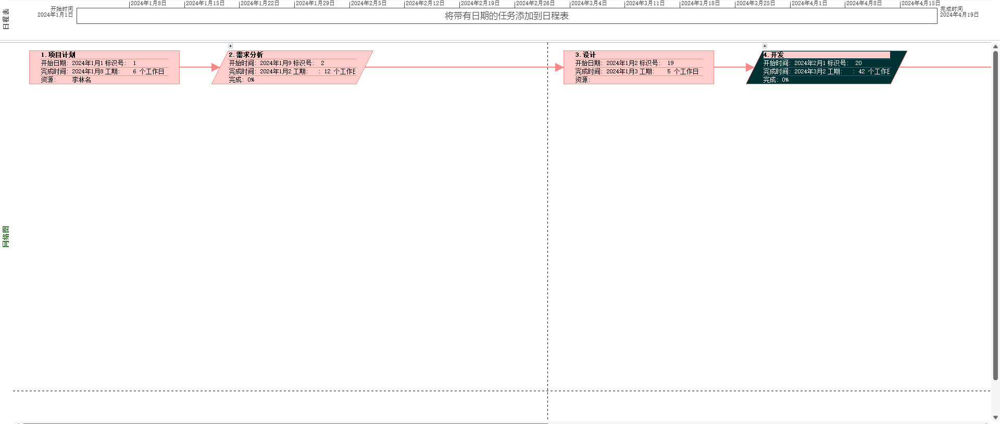 2024年1月8日 2024年1月15日 2024年1月22日 2024年1月29日 2024年2月5日 2024年2月12日 2024年2月19日 2024年2月26日 2024年3月4日 2024年3月11日 2024年3月18日 2024年3月25日 2024年4月1日 2024年4月8日 2024年4月15日
日程表
开始时间
2024年1月1日
将带有日期的任务添加到日程表
完成时间
2024年4月19日
网络图
1.项目计划
开始日期: 2024年1月1 标识号: 1
完成时间: 2024年1月8 工期: 6 个工作日
资源: 李林名
2.需求分析
开始时间: 2024年1月9 标识号: 2
完成时间: 2024年1月2 工期: : 12 个工作日
完成: 0%
3.设计
开始日期: 2024年1月2 标识号: 19
完成时间: 2024年1月3 工期: 5 个工作日
资源:
4.开发
开始时间: 2024年2月1 标识号: 20
完成时间: 2024年3月2 工期: : 42 个工作日
完成: 0%